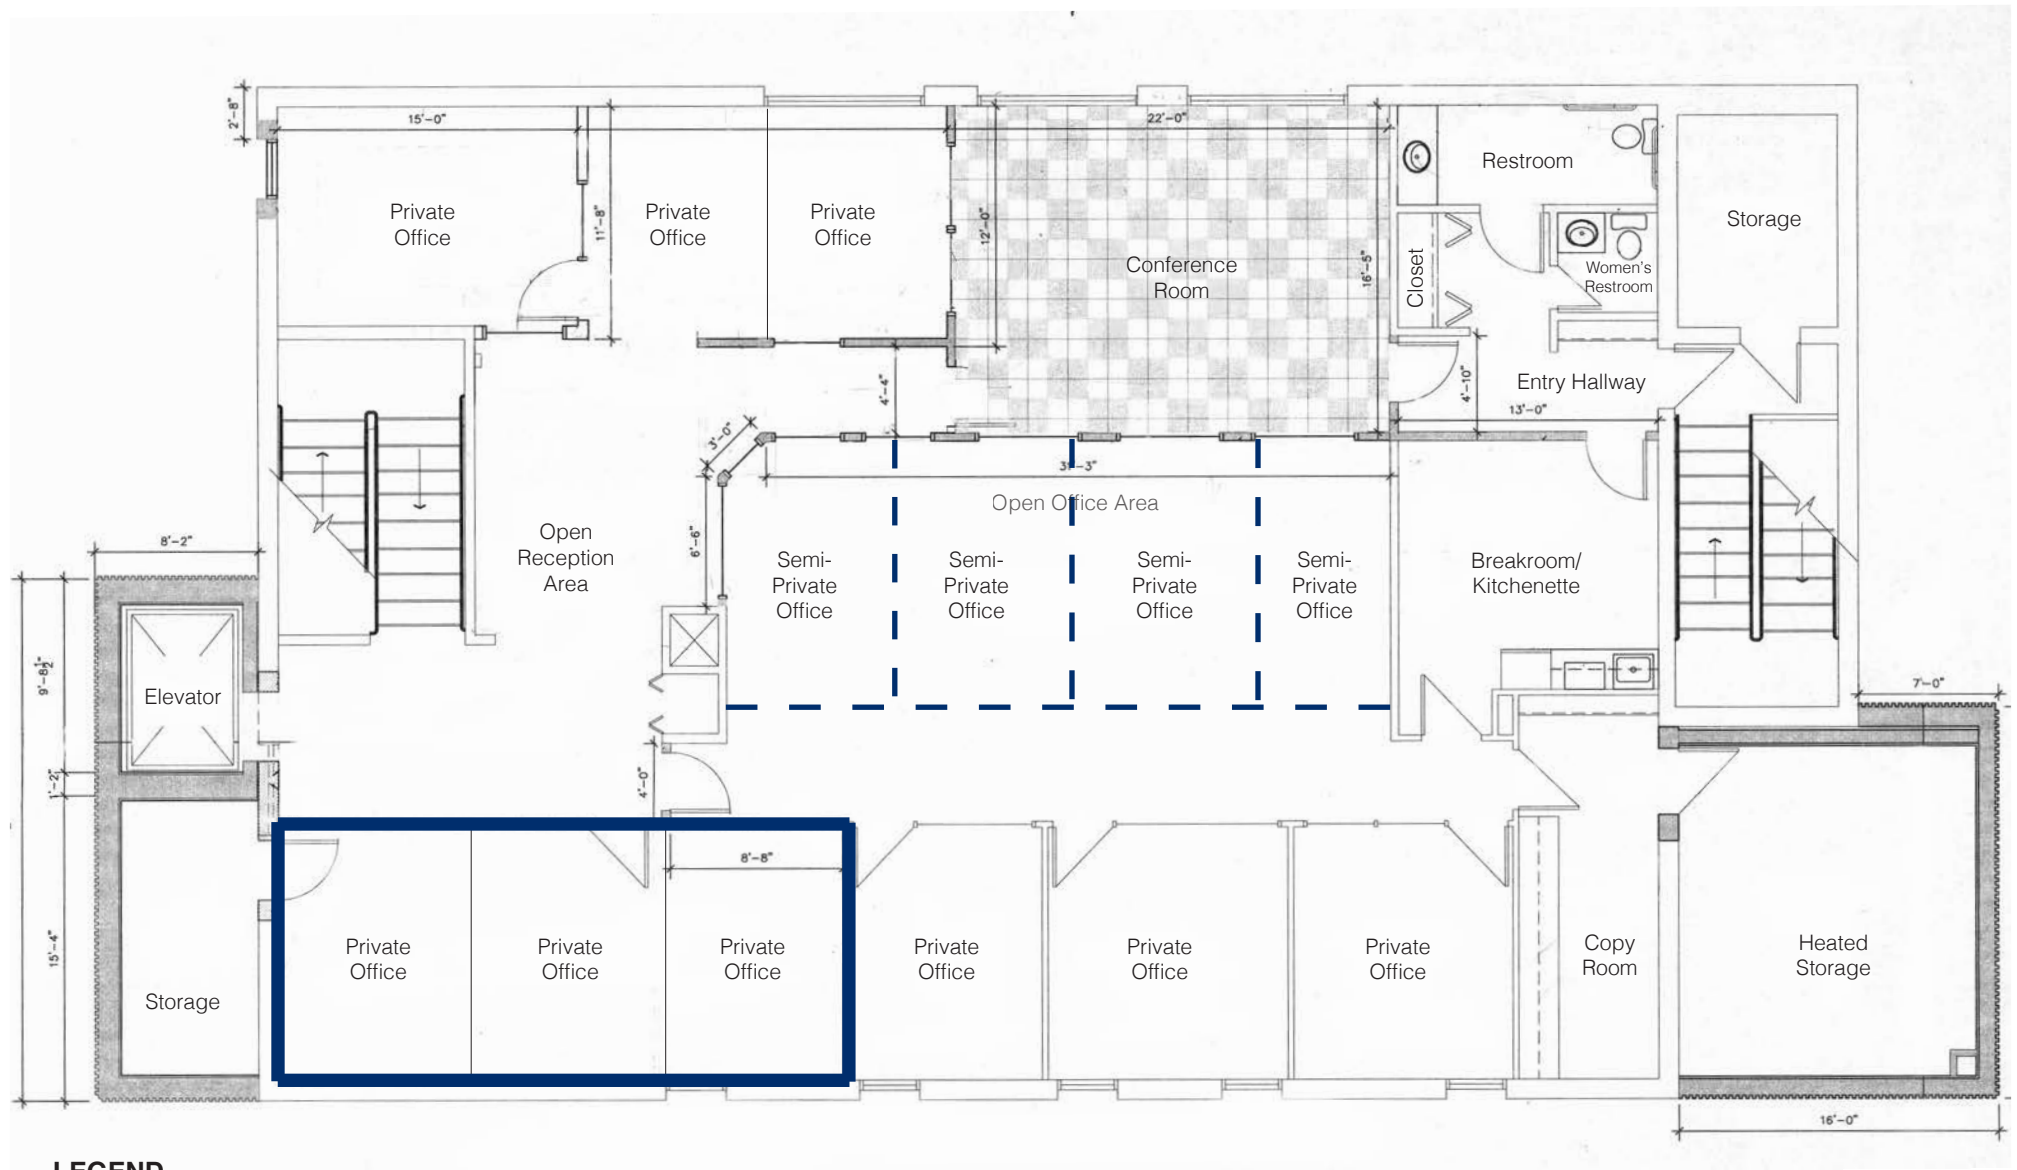 2'-8"
15'-0"
22'-0"
Restroom
Private
Office
Private
Office
Private
Office
11'-8"
12'-0"
Conference
Room
16'-5"
Closet
Women's
Restroom
Storage
4'-4"
4'-10"
Entry Hallway
13'-0"
3'-0"
31'-3"
Open Office Area
6'-6"
Open
Reception
Area
8'-2"
Semi-
Private
Office
Semi-
Private
Office
Semi-
Private
Office
Semi-
Private
Office
Breakroom/
Kitchenette
9'-8½"
Elevator
7'-0"
1'-2"
4'-0"
15'-4"
8'-8"
Storage
Private
Office
Private
Office
Private
Office
Private
Office
Private
Office
Private
Office
Copy
Room
Heated
Storage
16'-0"
LEGEND